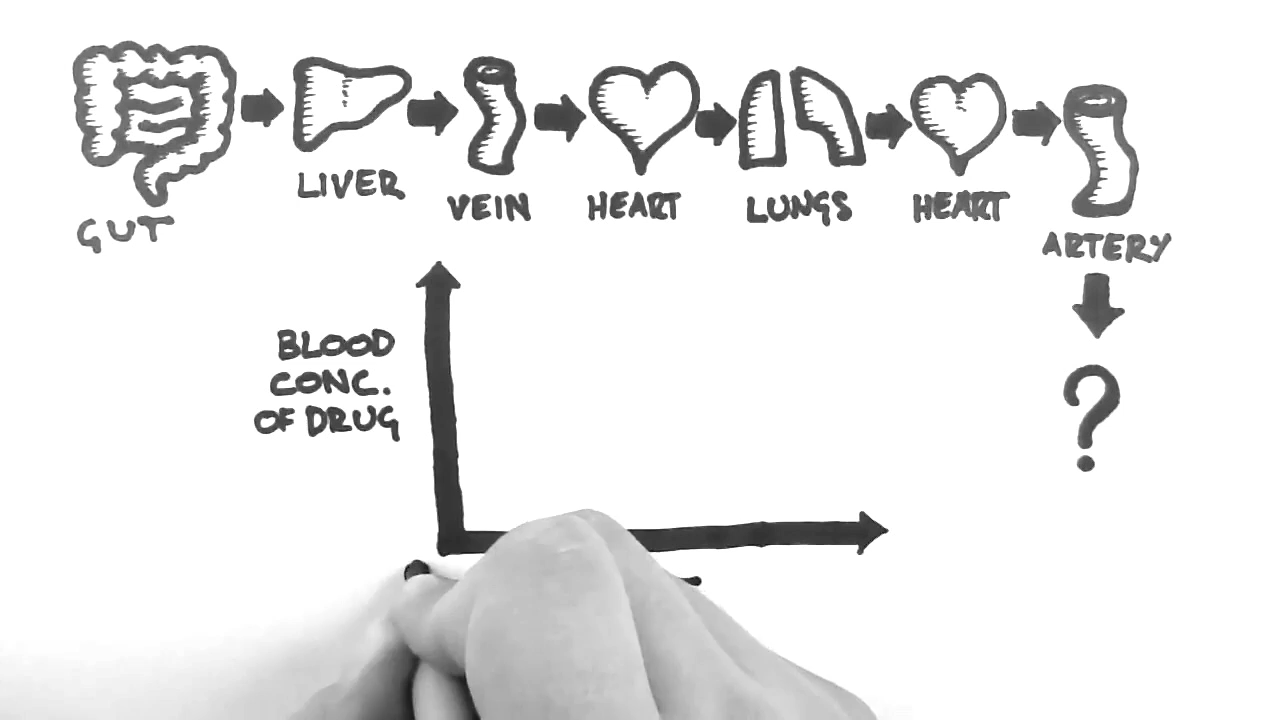 GUT
LIVER
VEIN
HEART
LUNGS
HEART
ARTERY
?
BLOOD
CONC.
OF DRUG